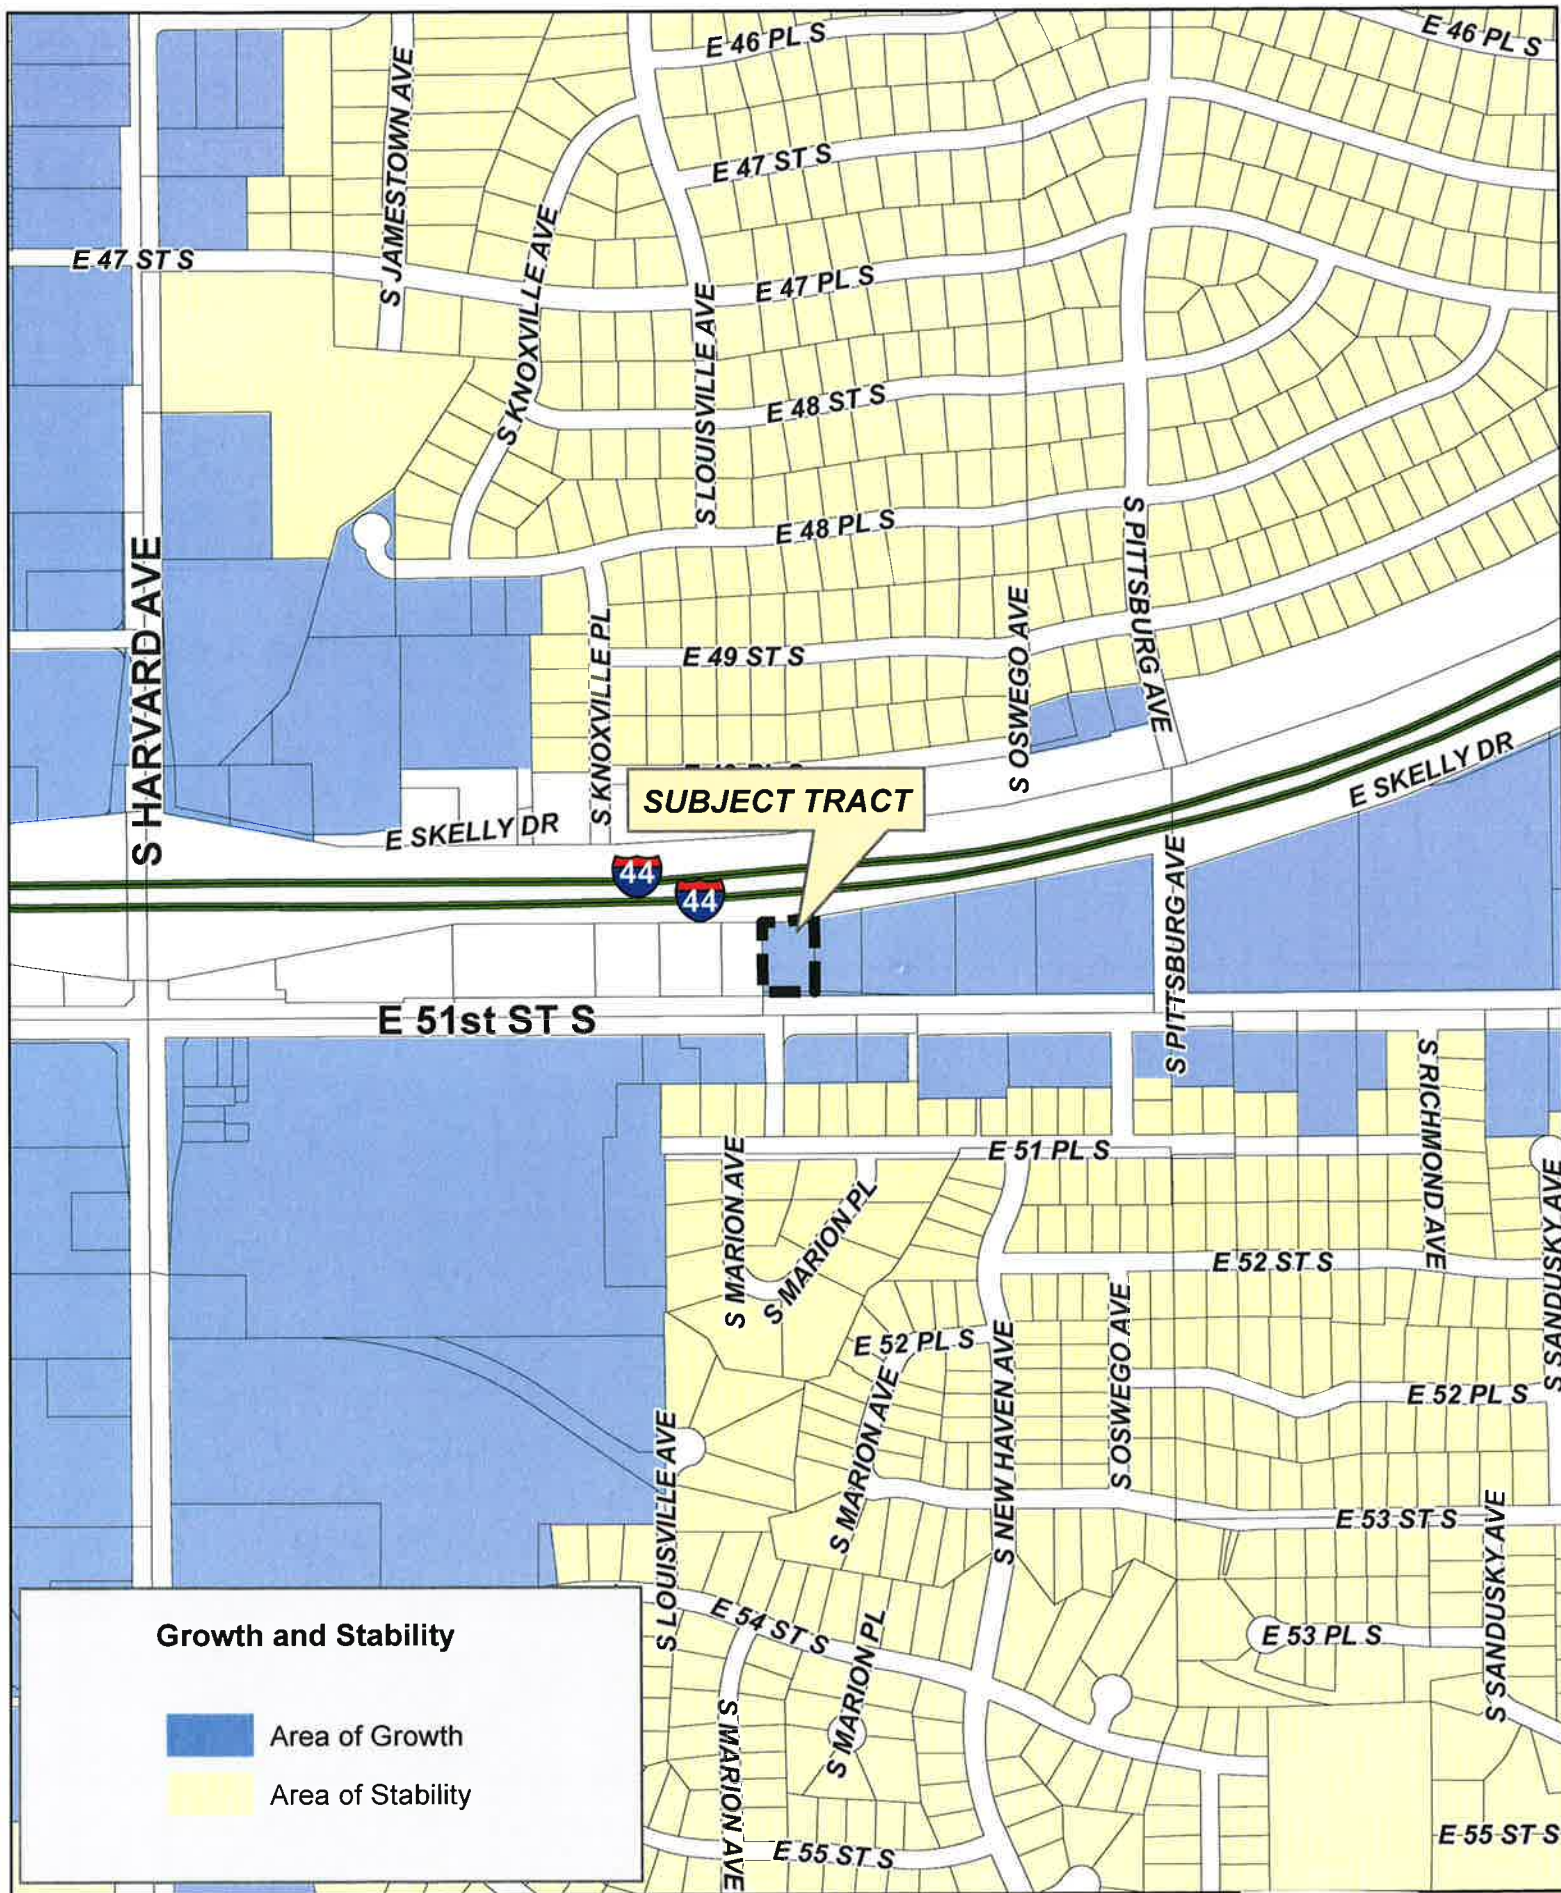 E 46 PL S
E 46 PL S
S JAMESTOWN AVE
E 47 ST S
E 47 ST S
S KNOXVILLE AVE
E 47 PL S
S LOUISVILLE AVE
E 48 ST S
E 48 PL S
S HARVARD AVE
S PITTSBURG AVE
S OSWEGO AVE
S KNOXVILLE PL
E 49 ST S
E SKELLY DR
SUBJECT TRACT
E SKELLY DR
44
44
S PITTSBURG AVE
E 51st ST S
S RICHMOND AVE
E 51 PL S
S MARION AVE
S MARION PL
S SANDUSKY AVE
E 52 ST S
S OSWEGO AVE
E 52 PL S
S NEW HAVEN AVE
S MARION AVE
E 52 PL S
S LOUISVILLE AVE
E 53 ST S
S SANDUSKY AVE
E 54 ST S
S MARION PL
E 53 PL S
S MARION AVE
E 55 ST S
E 55 ST S
Growth and Stability
Area of Growth
Area of Stability